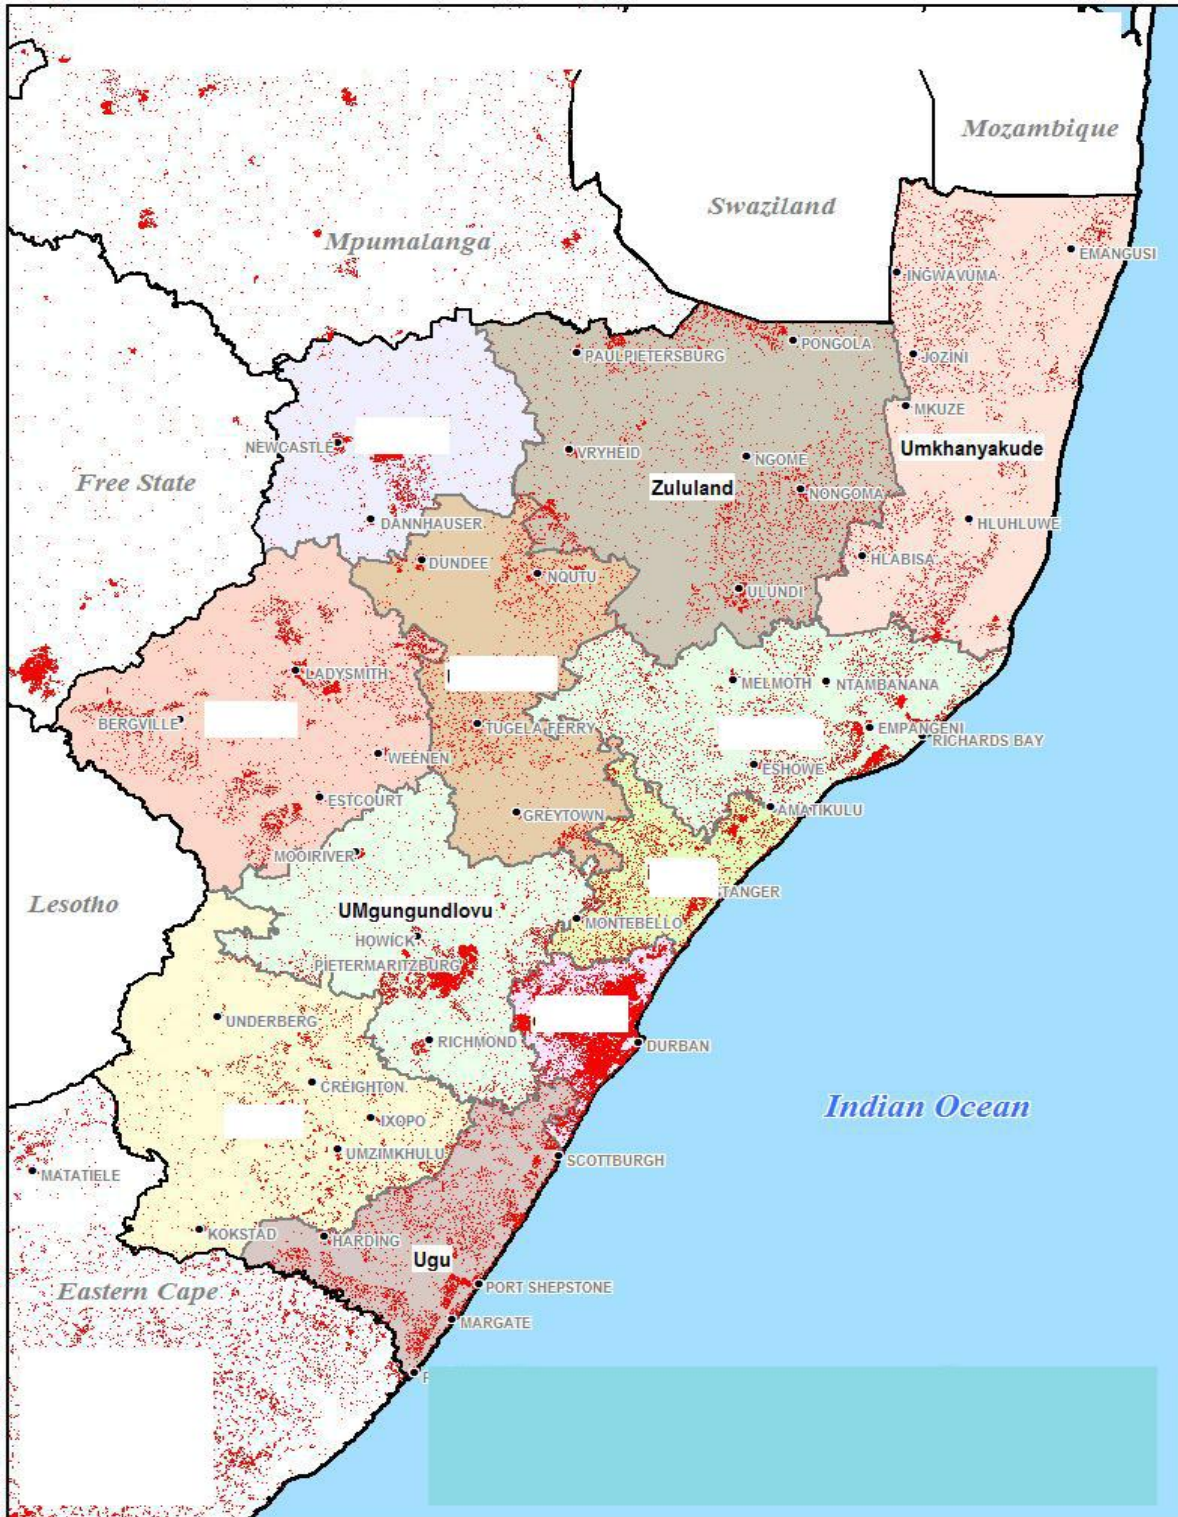 Mozambique
Swaziland
Mpumalanga
EMANGUSI
INGWAVUMA
PONGOLA
PAULPIETERSBURG
JOZINI
MKUZE
NEWCASTLE
VRYHEID
NGOME
Umkhanyakude
Free State
Zululand
NONGOMA
DANNHAUSER
HLUHLUWE
DUNDEE
NQUTU
HLABISA
ULUNDI
LADYSMITH
MELMOTH
NTAMBANANA
BERGVILLE
TUGELA FERRY
EMPANGENI
RICHARDS BAY
WEENEN
ESHOWE
ESTCOURT
GREYTOWN
AMATIKULU
MOOIRIVER
Lesotho
UMgungundlovu
TANGER
MONTEBELLO
HOWICK
PIETERMARITZBURG
UNDERBERG
RICHMOND
DURBAN
CREIGHTON
Indian Ocean
IXOPO
UMZIMKHULU
SCOTTBURGH
MATATIELE
KOKSTAD
HARDING
Ugu
Eastern Cape
PORT SHEPSTONE
MARGATE